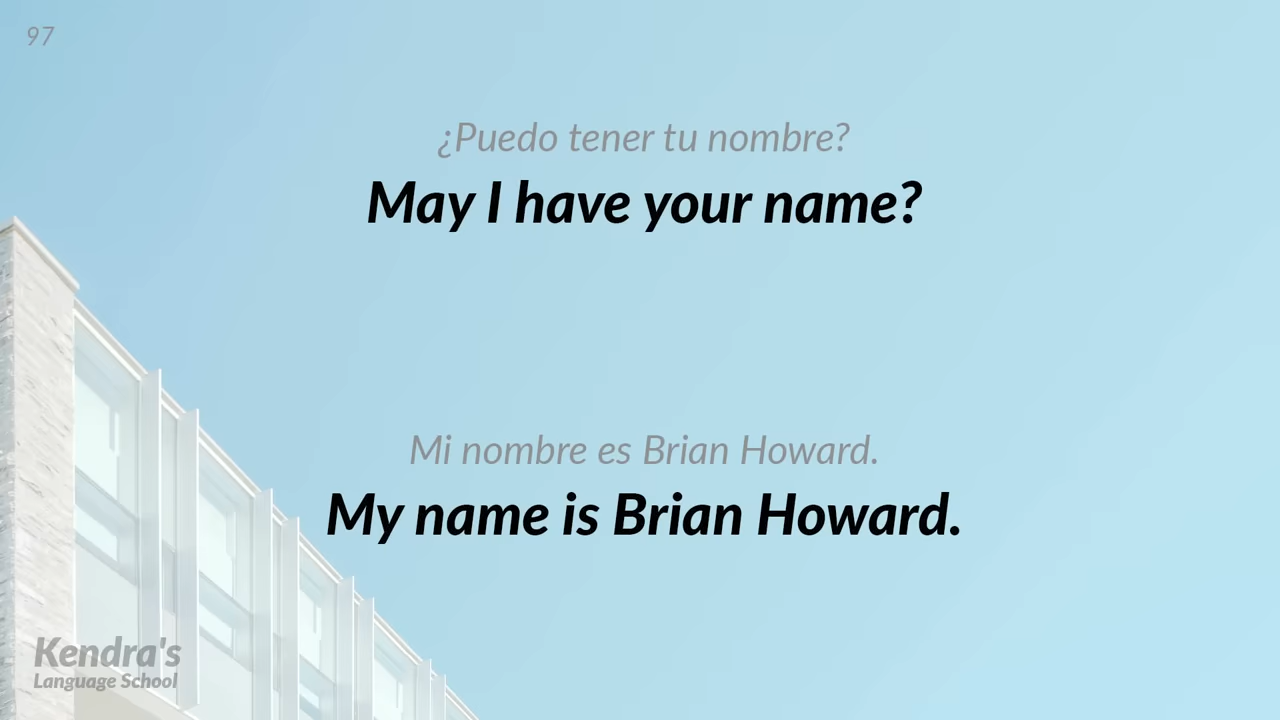 97
¿Puedo tener tu nombre?
May I have your name?
Mi nombre es Brian Howard.
My name is Brian Howard.
Kendra's
Language School